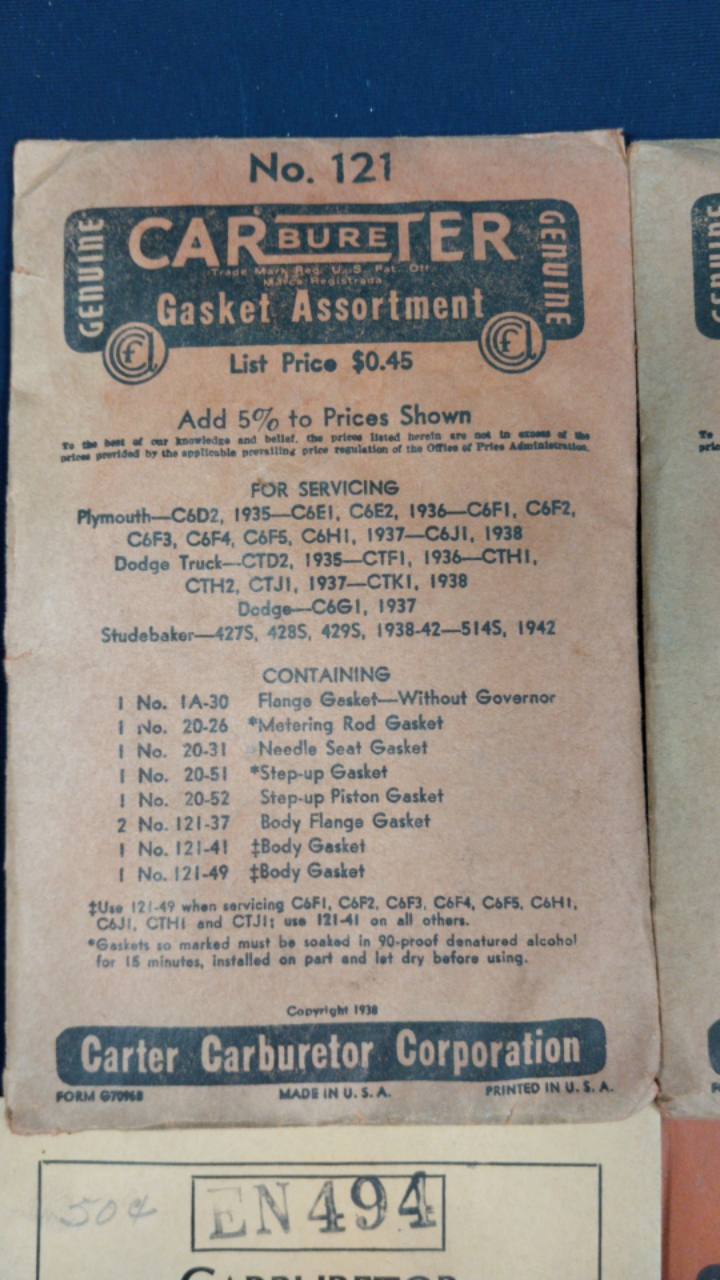 No. 121
GENUINE
CARBURETER
GENUINE
Trade Mark Reg. U. S. Pat. Off.
Marca Registrada
Gasket Assortment
List Price $0.45
Add 5% to Prices Shown
To the best of our knowledge and belief, the prices listed herein are not in excess of the
prices provided by the applicable prevailing price regulation of the Office of Price Administration.
FOR SERVICING
Plymouth—C6D2, 1935—C6E1, C6E2, 1936—C6F1, C6F2,
C6F3, C6F4, C6F5, C6H1, 1937—C6J1, 1938
Dodge Truck—CTD2, 1935—CTF1, 1936—CTH1,
CTH2, CTJ1, 1937—CTK1, 1938
Dodge—C6G1, 1937
Studebaker—427S, 428S, 429S, 1938-42—514S, 1942
CONTAINING
1 No. 1A-30 Flange Gasket—Without Governor
1 No. 20-26 *Metering Rod Gasket
1 No. 20-31 Needle Seat Gasket
1 No. 20-51 *Step-up Gasket
1 No. 20-52 Step-up Piston Gasket
2 No. 121-37 Body Flange Gasket
1 No. 121-41 ‡Body Gasket
1 No. 121-49 ‡Body Gasket
‡Use 121-49 when servicing C6F1, C6F2, C6F3, C6F4, C6F5, C6H1,
C6J1, CTH1 and CTJ1; use 121-41 on all others.
*Gaskets so marked must be soaked in 90-proof denatured alcohol
for 15 minutes, installed on part and let dry before using.
Copyright 1938
Carter Carburetor Corporation
FORM G7096B MADE IN U. S. A. PRINTED IN U. S. A.
50¢ EN494
CARBURETOR